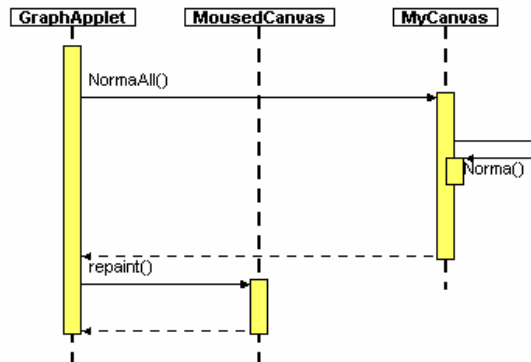 GraphApplet
MousedCanvas
MyCanvas
NormaAll()
Norma()
repaint()